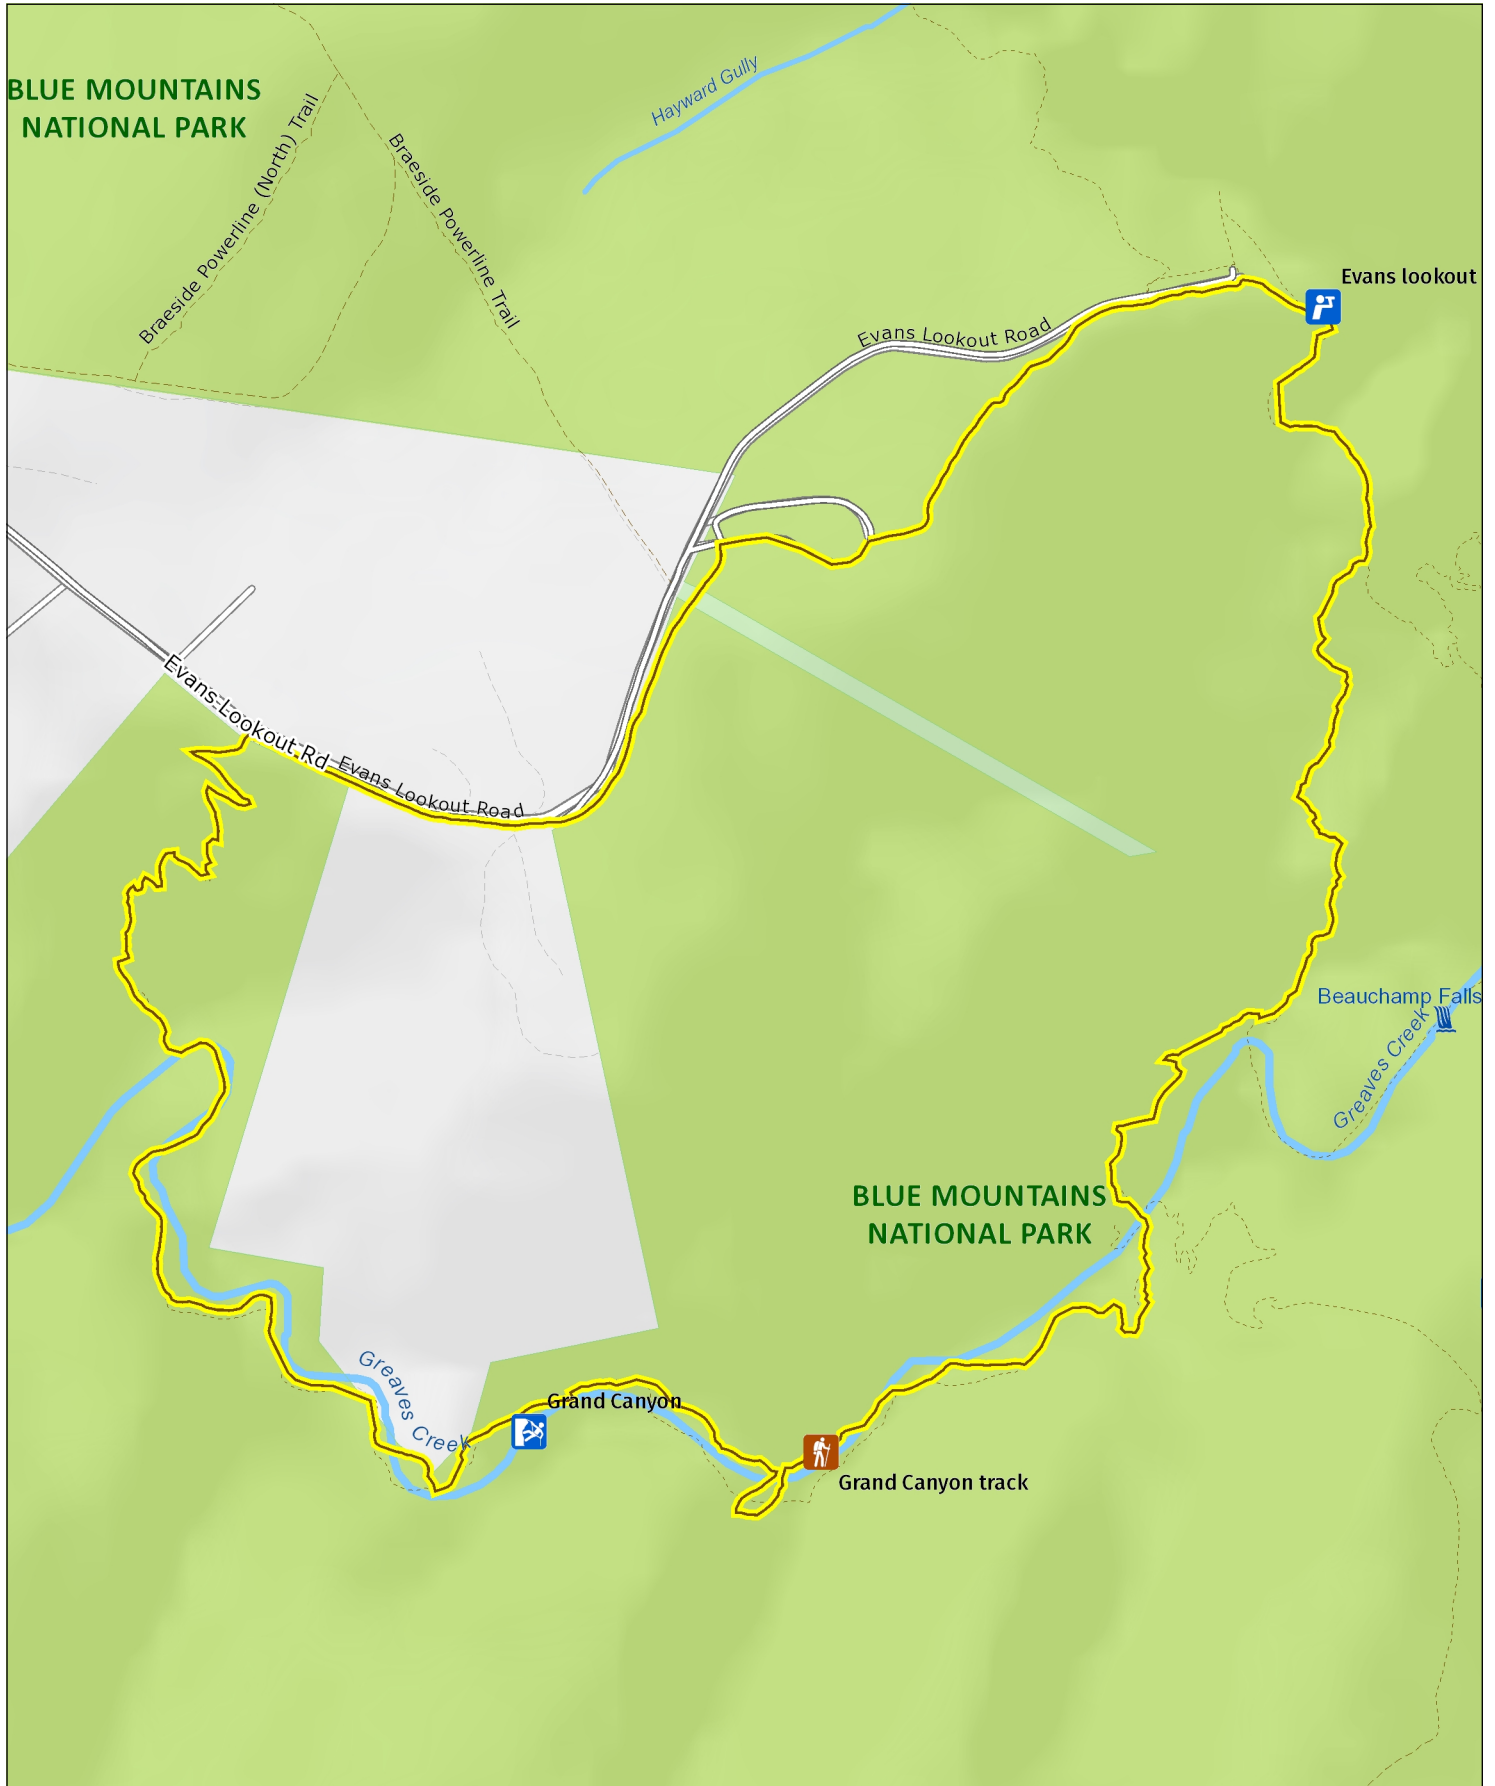 BLUE MOUNTAINS
NATIONAL PARK
Hayward Gully
Braeside Powerline (North) Trail
Braeside Powerline Trail
Evans lookout
Evans Lookout Road
Evans Lookout Rd
Evans Lookout Road
Beauchamp Falls
Greaves Creek
BLUE MOUNTAINS
NATIONAL PARK
Greaves Creek
Grand Canyon
Grand Canyon track